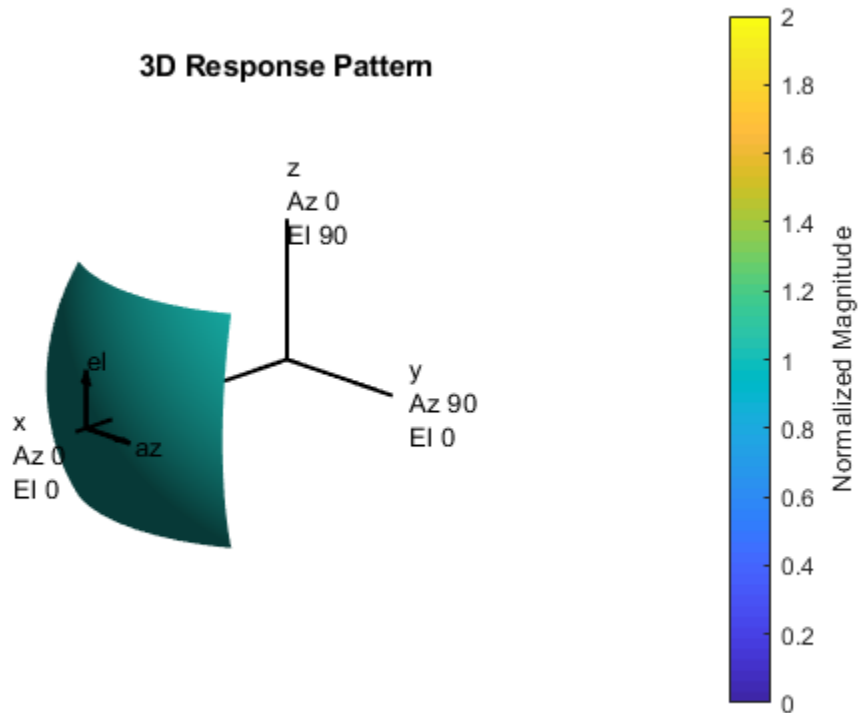 3D Response Pattern
z
Az 0
El 90
y
Az 90
El 0
el
az
x
Az 0
El 0
2
1.8
1.6
1.4
1.2
1
0.8
0.6
0.4
0.2
0
Normalized Magnitude